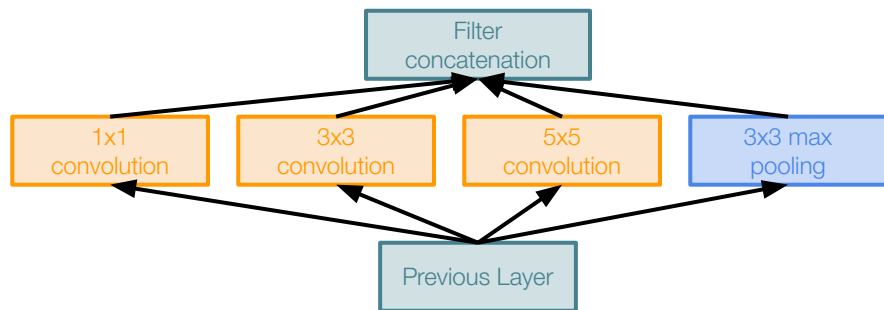 Filter
concatenation
1x1
convolution
3x3
convolution
5x5
convolution
3x3 max
pooling
Previous Layer